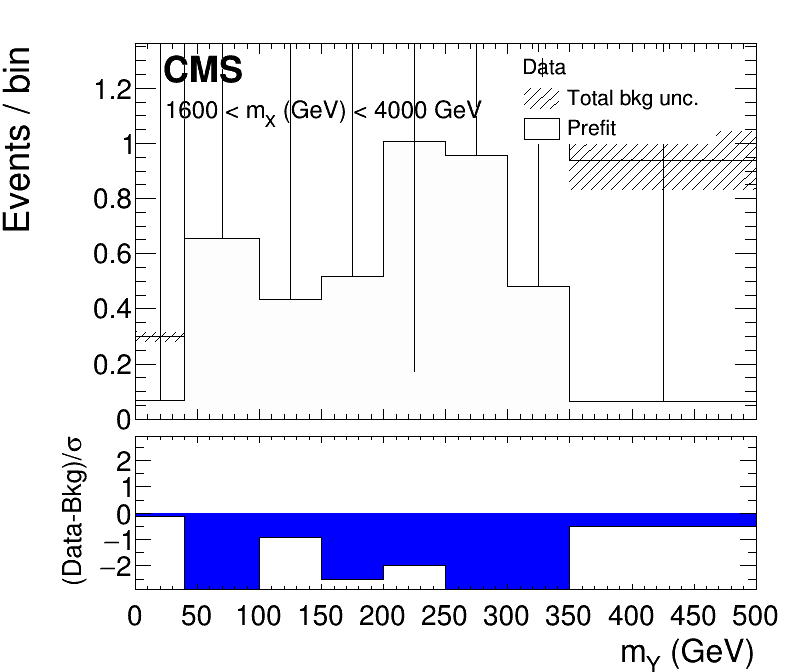 Events / bin
CMS
1600 < mX (GeV) < 4000 GeV
Data
Total bkg unc.
Prefit
1.2
1
0.8
0.6
0.4
0.2
0
(Data-Bkg)/σ
2
1
0
−1
−2
0 50 100 150 200 250 300 350 400 450 500
mY (GeV)